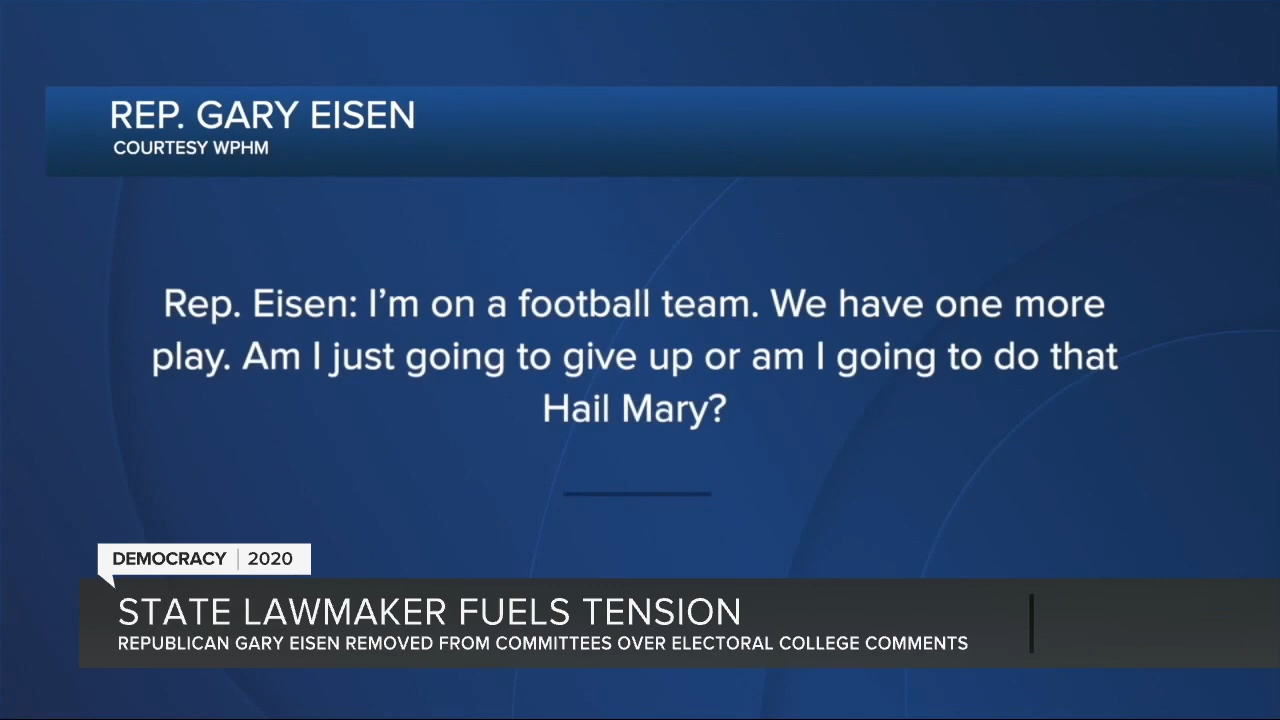 REP. GARY EISEN
COURTESY WPHM
Rep. Eisen: I'm on a football team. We have one more
play. Am I just going to give up or am I going to do that
Hail Mary?
DEMOCRACY | 2020
STATE LAWMAKER FUELS TENSION
REPUBLICAN GARY EISEN REMOVED FROM COMMITTEES OVER ELECTORAL COLLEGE COMMENTS